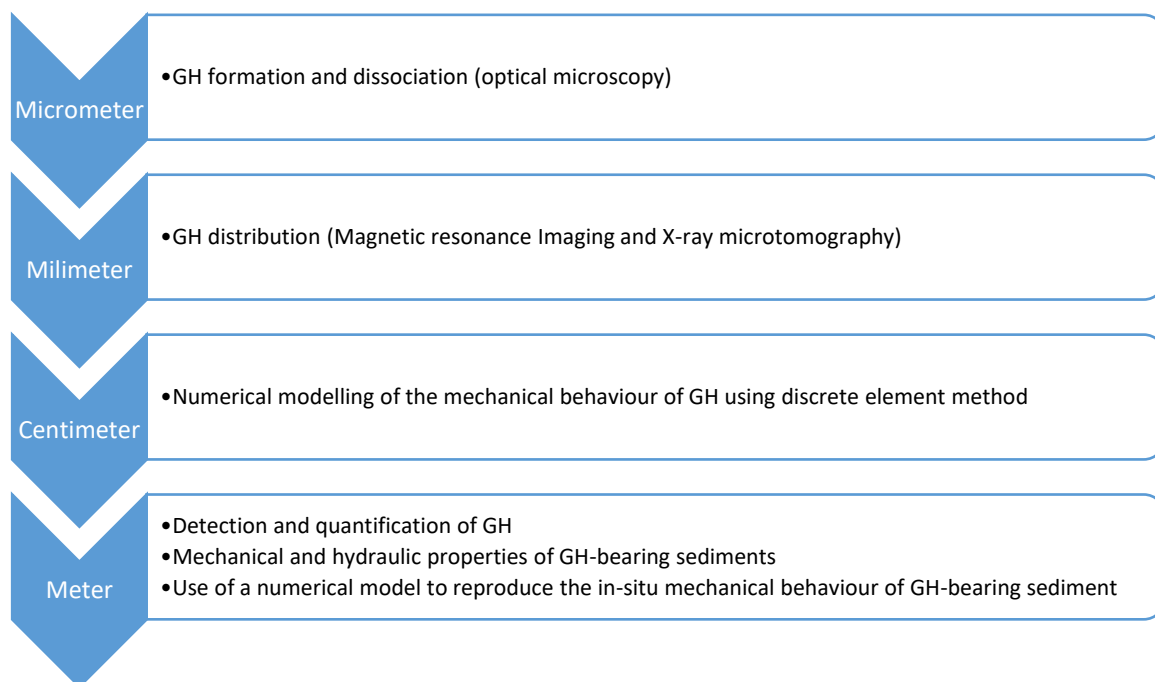 Micrometer
•GH formation and dissociation (optical microscopy)
Milimeter
•GH distribution (Magnetic resonance Imaging and X-ray microtomography)
Centimeter
•Numerical modelling of the mechanical behaviour of GH using discrete element method
Meter
•Detection and quantification of GH
•Mechanical and hydraulic properties of GH-bearing sediments
•Use of a numerical model to reproduce the in-situ mechanical behaviour of GH-bearing sediment